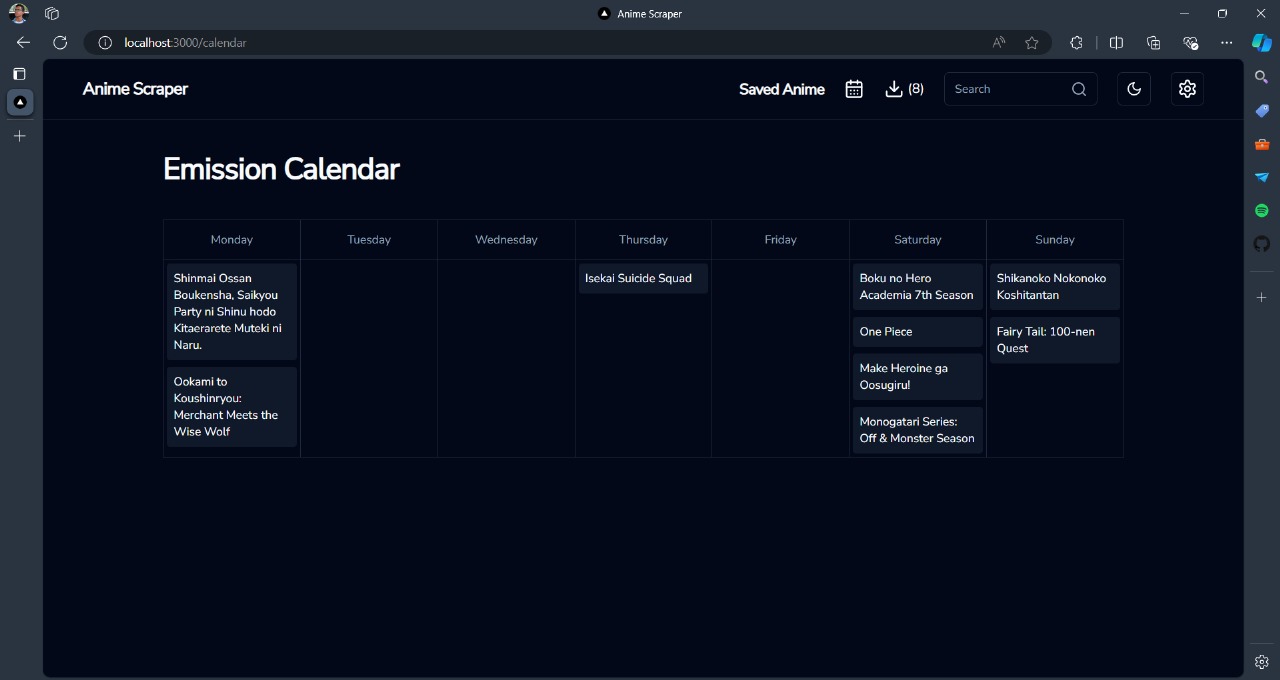 Anime Scraper
localhost:3000/calendar
Anime Scraper
Saved Anime
(8)
Search
Emission Calendar
Monday
Tuesday
Wednesday
Thursday
Friday
Saturday
Sunday
Shinmai Ossan
Boukensha, Saikyou
Party ni Shinu hodo
Kitaerarete Muteki ni
Naru.
Ookami to
Koushinryou:
Merchant Meets the
Wise Wolf
Isekai Suicide Squad
Boku no Hero
Academia 7th Season
One Piece
Make Heroine ga
Oosugiru!
Monogatari Series:
Off & Monster Season
Shikanoko Nokonoko
Koshitantan
Fairy Tail: 100-nen
Quest